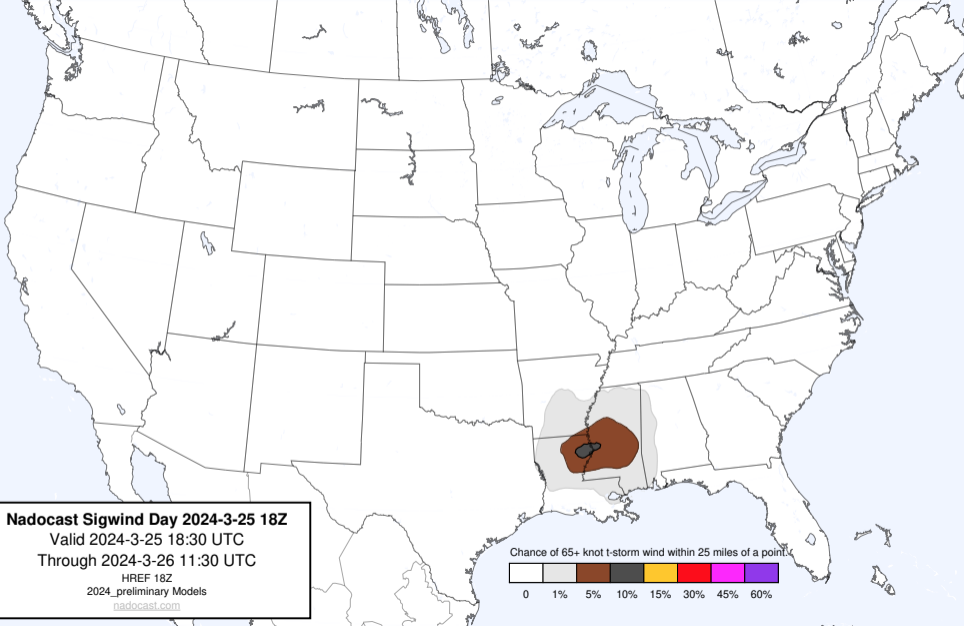 Nadocast Sigwind Day 2024-3-25 18Z
Valid 2024-3-25 18:30 UTC
Through 2024-3-26 11:30 UTC
HREF 18Z
2024_preliminary Models
nadocast.com
Chance of 65+ knot t-storm wind within 25 miles of a point.
0 1% 5% 10% 15% 30% 45% 60%